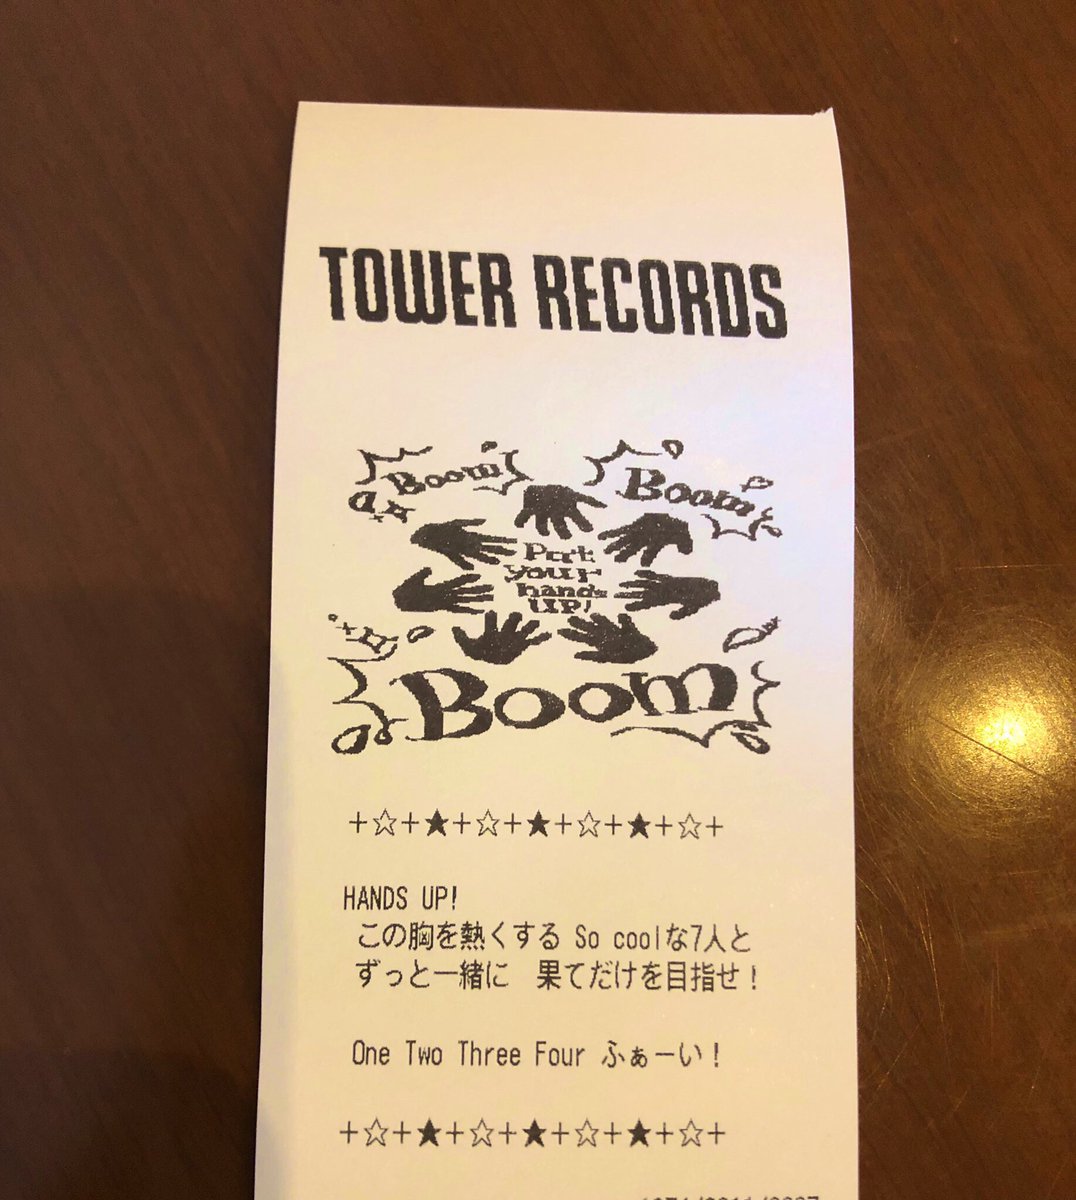 TOWER RECORDS
Boom
Boom
Put
your
hands
UP!
Boom
+☆+★+☆+★+☆+★+☆+
HANDS UP!
この胸を熱くする So coolな7人と
ずっと一緒に　果てだけを目指せ！
One Two Three Four ふぁーい！
+☆+★+☆+★+☆+★+☆+